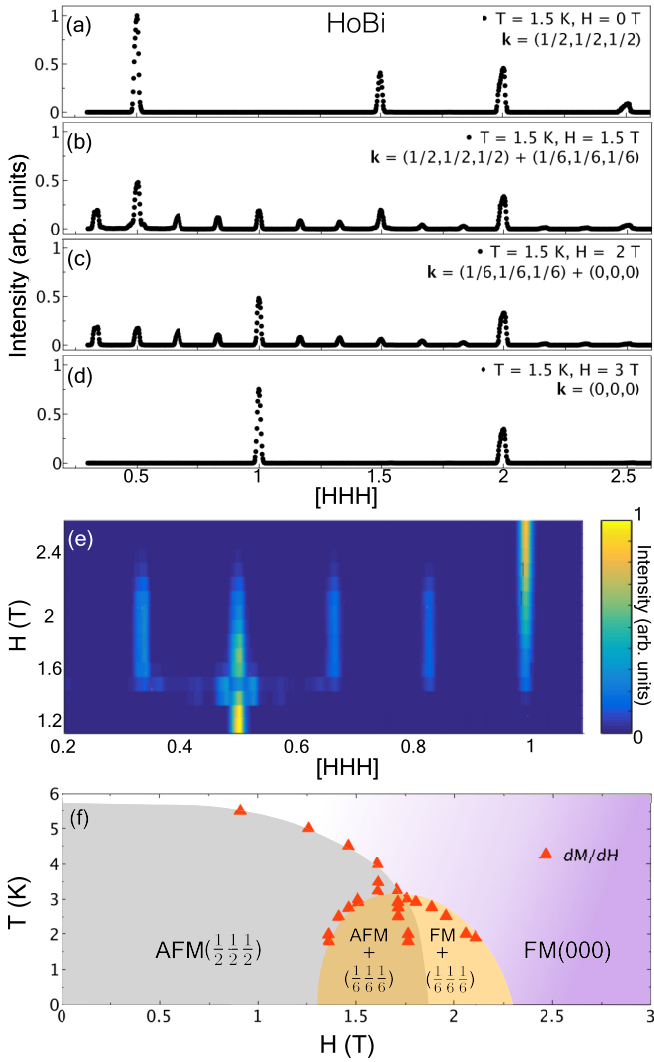 HoBi
(a)
T = 1.5 K, H = 0 T
k = (1/2,1/2,1/2)
1
0.5
0
(b)
T = 1.5 K, H = 1.5 T
k = (1/2,1/2,1/2) + (1/6,1/6,1/6)
1
0.5
0
(c)
T = 1.5 K, H = 2 T
k = (1/6,1/6,1/6) + (0,0,0)
1
0.5
0
(d)
T = 1.5 K, H = 3 T
k = (0,0,0)
1
0.5
0
Intensity (arb. units)
0.5 1 1.5 2 2.5
[HHH]
(e)
2.4
2
1.6
1.2
H (T)
0.2 0.4 0.6 0.8 1
[HHH]
1
0
Intensity (arb. units)
(f)
6
5
4
3
2
1
0
T (K)
dM/dH
AFM(1/2 1/2 1/2)
AFM
+
(1/6 1/6 1/6)
FM
+
(1/6 1/6 1/6)
FM(000)
0 0.5 1 1.5 2 2.5 3
H (T)